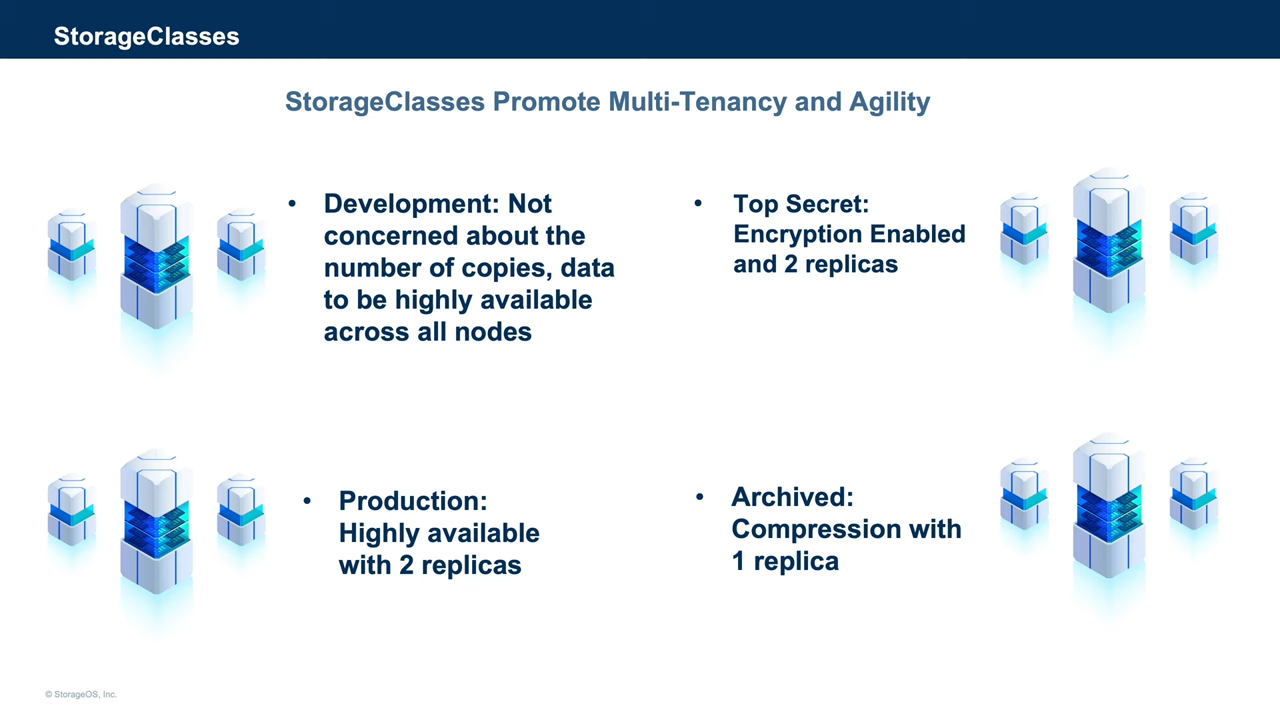 StorageClasses
StorageClasses Promote Multi-Tenancy and Agility
• Development: Not
concerned about the
number of copies, data
to be highly available
across all nodes
• Top Secret:
Encryption Enabled
and 2 replicas
• Production:
Highly available
with 2 replicas
• Archived:
Compression with
1 replica
© StorageOS, Inc.